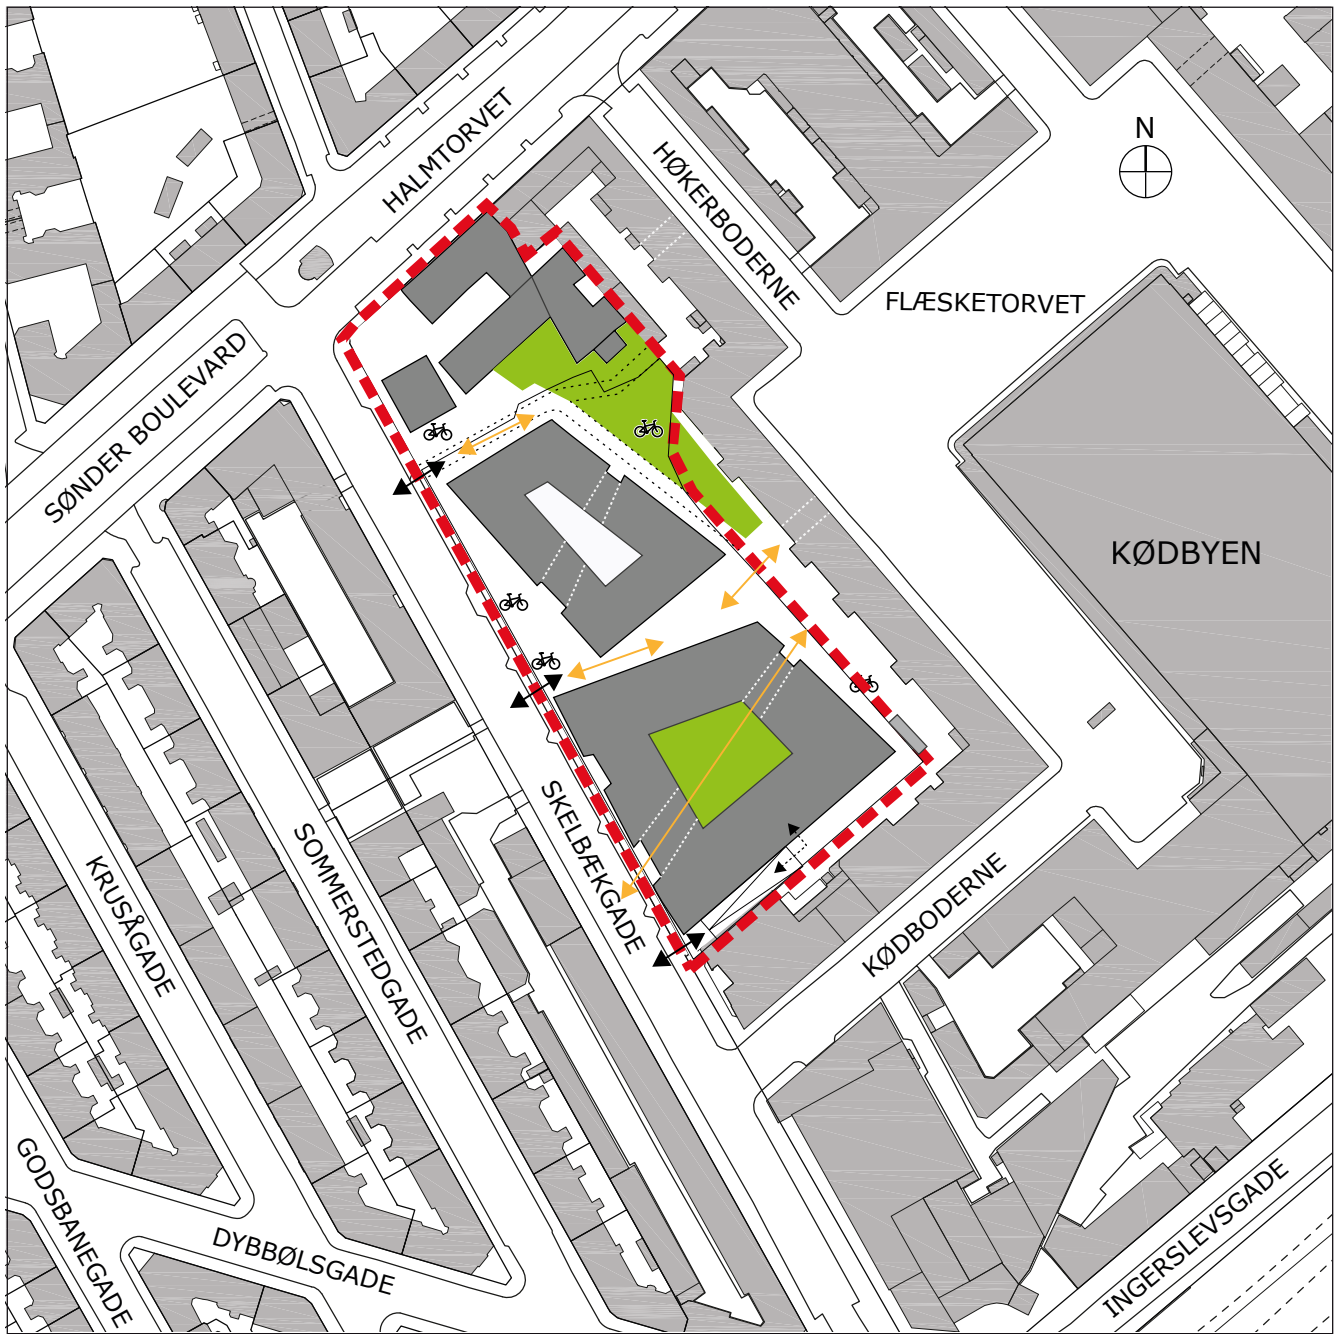 HALMTORVET
N
HØKERBODERNE
FLÆSKETORVET
SØNDER BOULEVARD
KØDBYEN
SKELBÆKGADE
SOMMERSTEDGADE
KRUSÅGADE
KØDBODERNE
GODSBANEGADE
DYBBØLSGADE
INGERSLEVSGADE